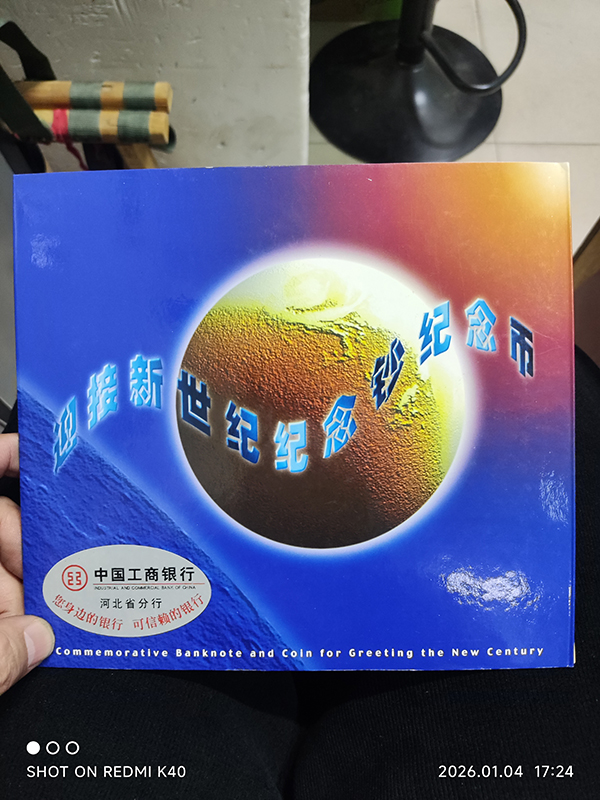 迎接新世纪纪念钞纪念币
中国工商银行
INDUSTRIAL AND COMMERCIAL BANK OF CHINA
河北省分行
您身边的银行 可信赖的银行
Commemorative Banknote and Coin for Greeting the New Century
SHOT ON REDMI K40
2026.01.04 17:24